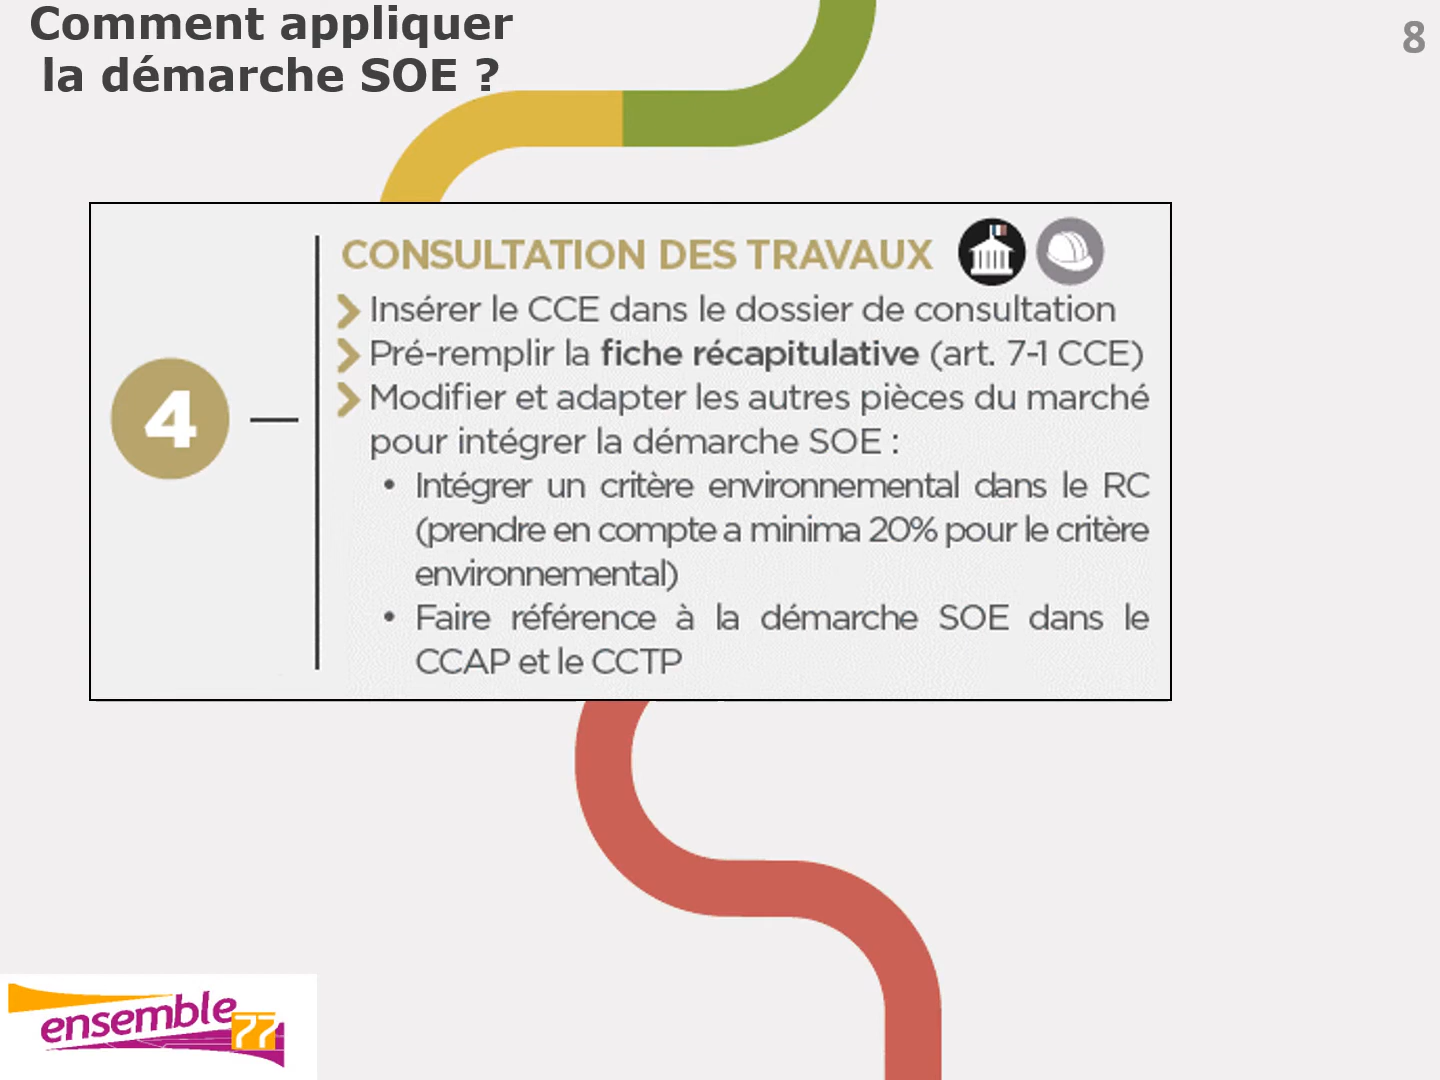 Comment appliquer
la démarche SOE ?
8
CONSULTATION DES TRAVAUX
Insérer le CCE dans le dossier de consultation
Pré-remplir la fiche récapitulative (art. 7-1 CCE)
Modifier et adapter les autres pièces du marché
pour intégrer la démarche SOE :
• Intégrer un critère environnemental dans le RC
(prendre en compte a minima 20% pour le critère
environnemental)
• Faire référence à la démarche SOE dans le
CCAP et le CCTP
4
ensemble
77